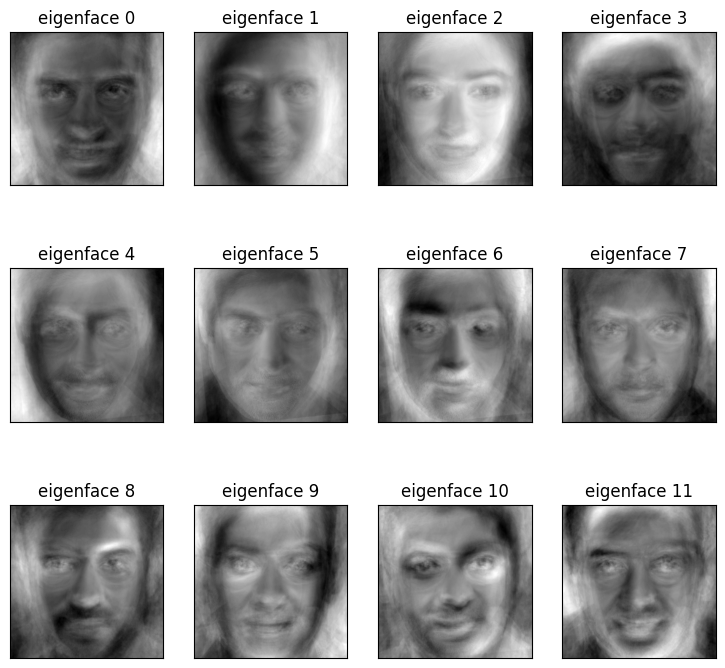 eigenface 0
eigenface 1
eigenface 2
eigenface 3
eigenface 4
eigenface 5
eigenface 6
eigenface 7
eigenface 8
eigenface 9
eigenface 10
eigenface 11